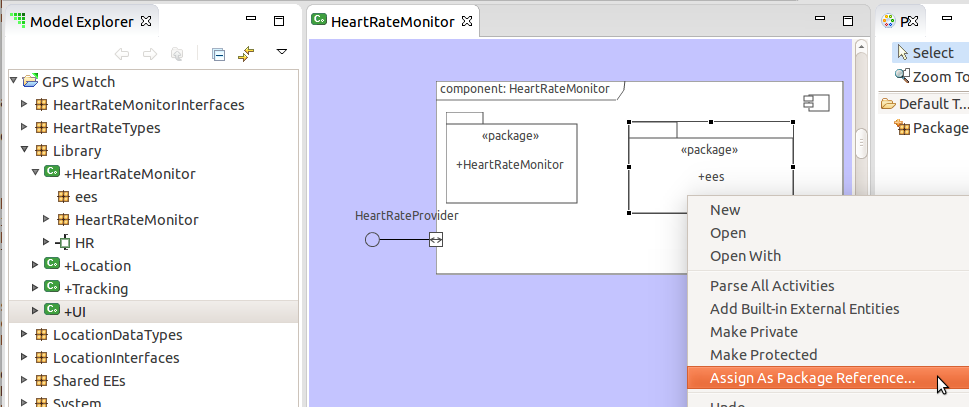 Model Explorer
GPS Watch
HeartRateMonitorInterfaces
HeartRateTypes
Library
+HeartRateMonitor
ees
HeartRateMonitor
HR
+Location
+Tracking
+UI
LocationDataTypes
LocationInterfaces
Shared EEs
System
HeartRateMonitor
component: HeartRateMonitor
«package»
+HeartRateMonitor
«package»
+ees
HeartRateProvider
New
Open
Open With
Parse All Activities
Add Built-in External Entities
Make Private
Make Protected
Assign As Package Reference...
Undo
Select
Zoom To
Default T...
Package